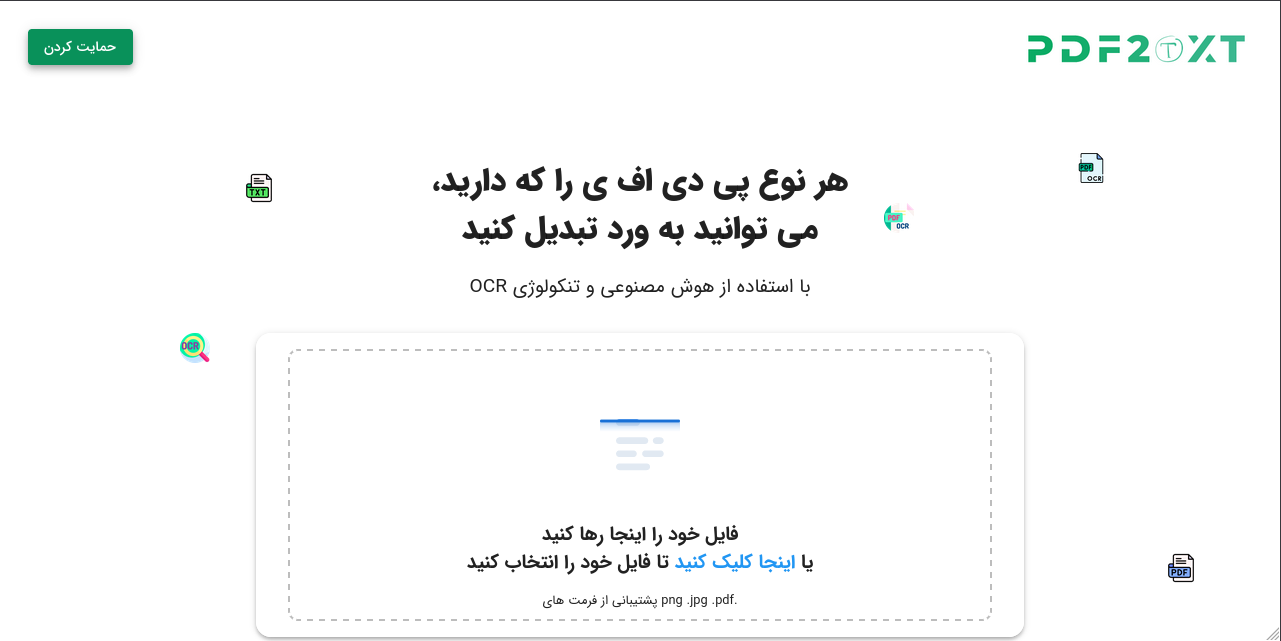 PDF2TXT
حمایت کردن
هر نوع پی دی اف ی را که دارید،
می توانید به ورد تبدیل کنید
با استفاده از هوش مصنوعی و تنکولوژی OCR
TXT
PDF
OCR
PDF
OCR
OCR
فایل خود را اینجا رها کنید
یا اینجا کلیک کنید تا فایل خود را انتخاب کنید
پشتیبانی از فرمت های png .jpg .pdf.
PDF